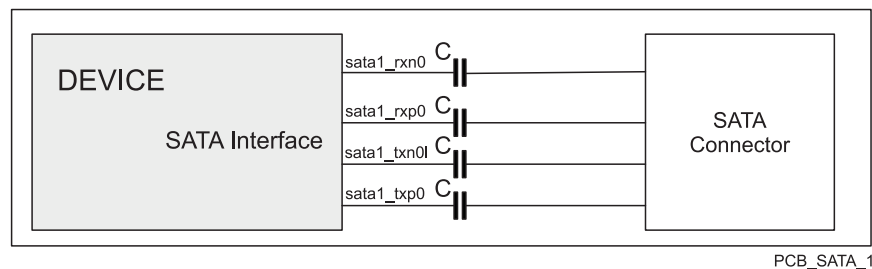 sata1_rxn0 C
DEVICE
sata1_rxp0 C
SATA Interface
SATA
Connector
sata1_txn0l C
sata1_txp0 C
PCB_SATA_1